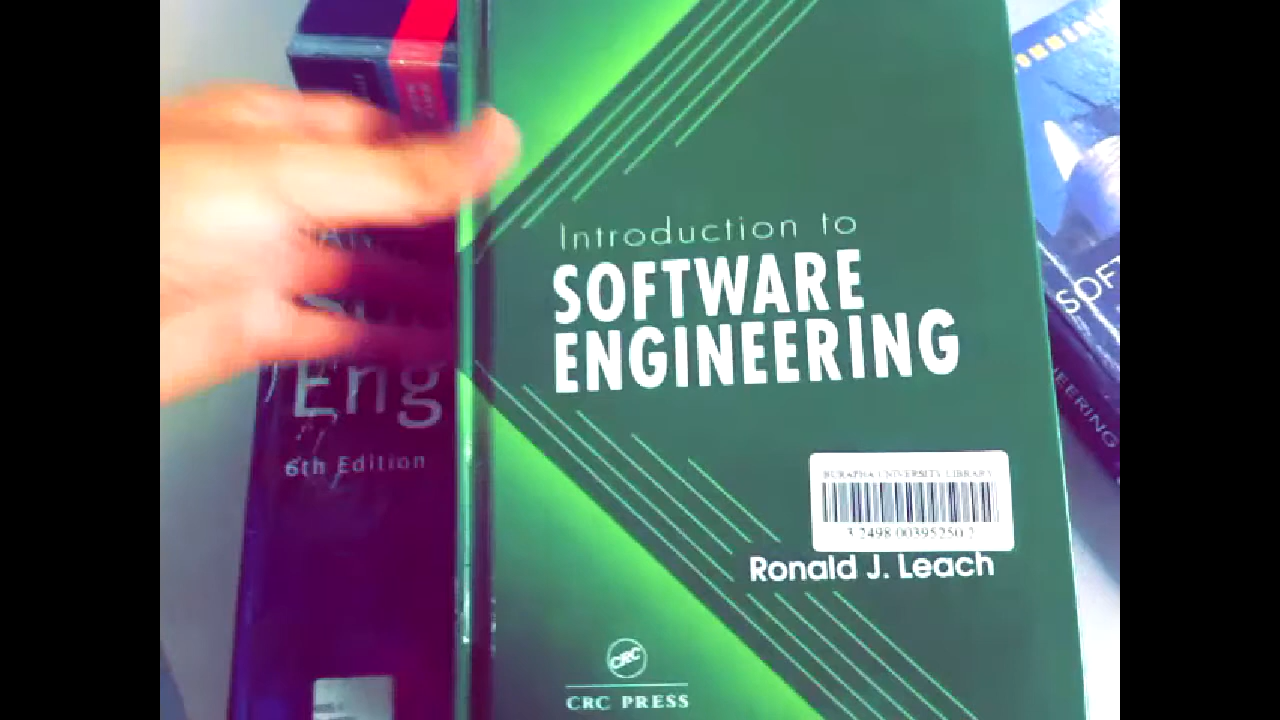 Introduction to
SOFTWARE
ENGINEERING
BURAPHA UNIVERSITY LIBRARY
3 2498 00395250 2
Ronald J. Leach
CRC
CRC PRESS
Eng
6th Edition
SOFT
EERING